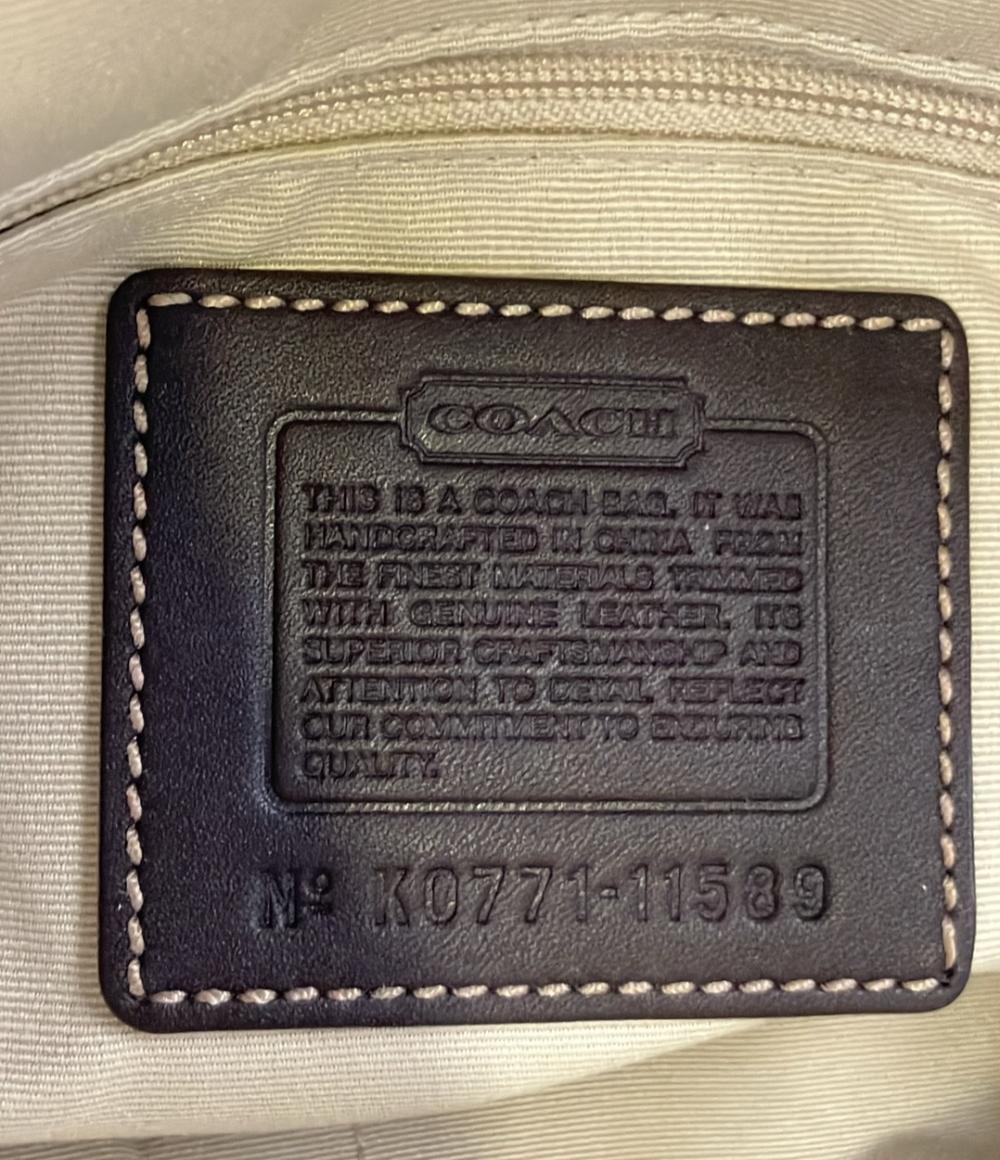 COACH
THIS IS A COACH BAG. IT WAS
HANDCRAFTED IN CHINA FROM
THE FINEST MATERIALS TRIMMED
WITH GENUINE LEATHER. ITS
SUPERIOR CRAFTSMANSHIP AND
ATTENTION TO DETAIL REFLECT
OUR COMMITMENT TO ENDURING
QUALITY.
Nº K0771-11589